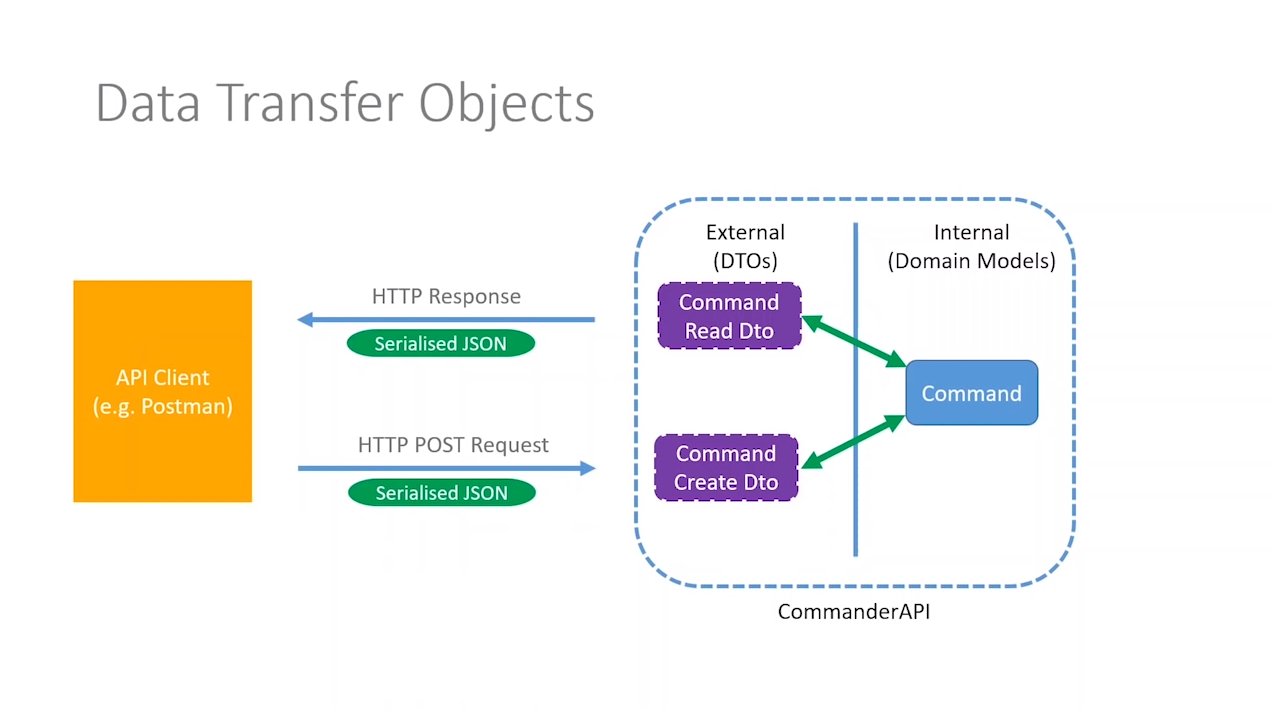 Data Transfer Objects
External
(DTOs)
Internal
(Domain Models)
HTTP Response
Serialised JSON
Command
Read Dto
API Client
(e.g. Postman)
Command
HTTP POST Request
Serialised JSON
Command
Create Dto
CommanderAPI